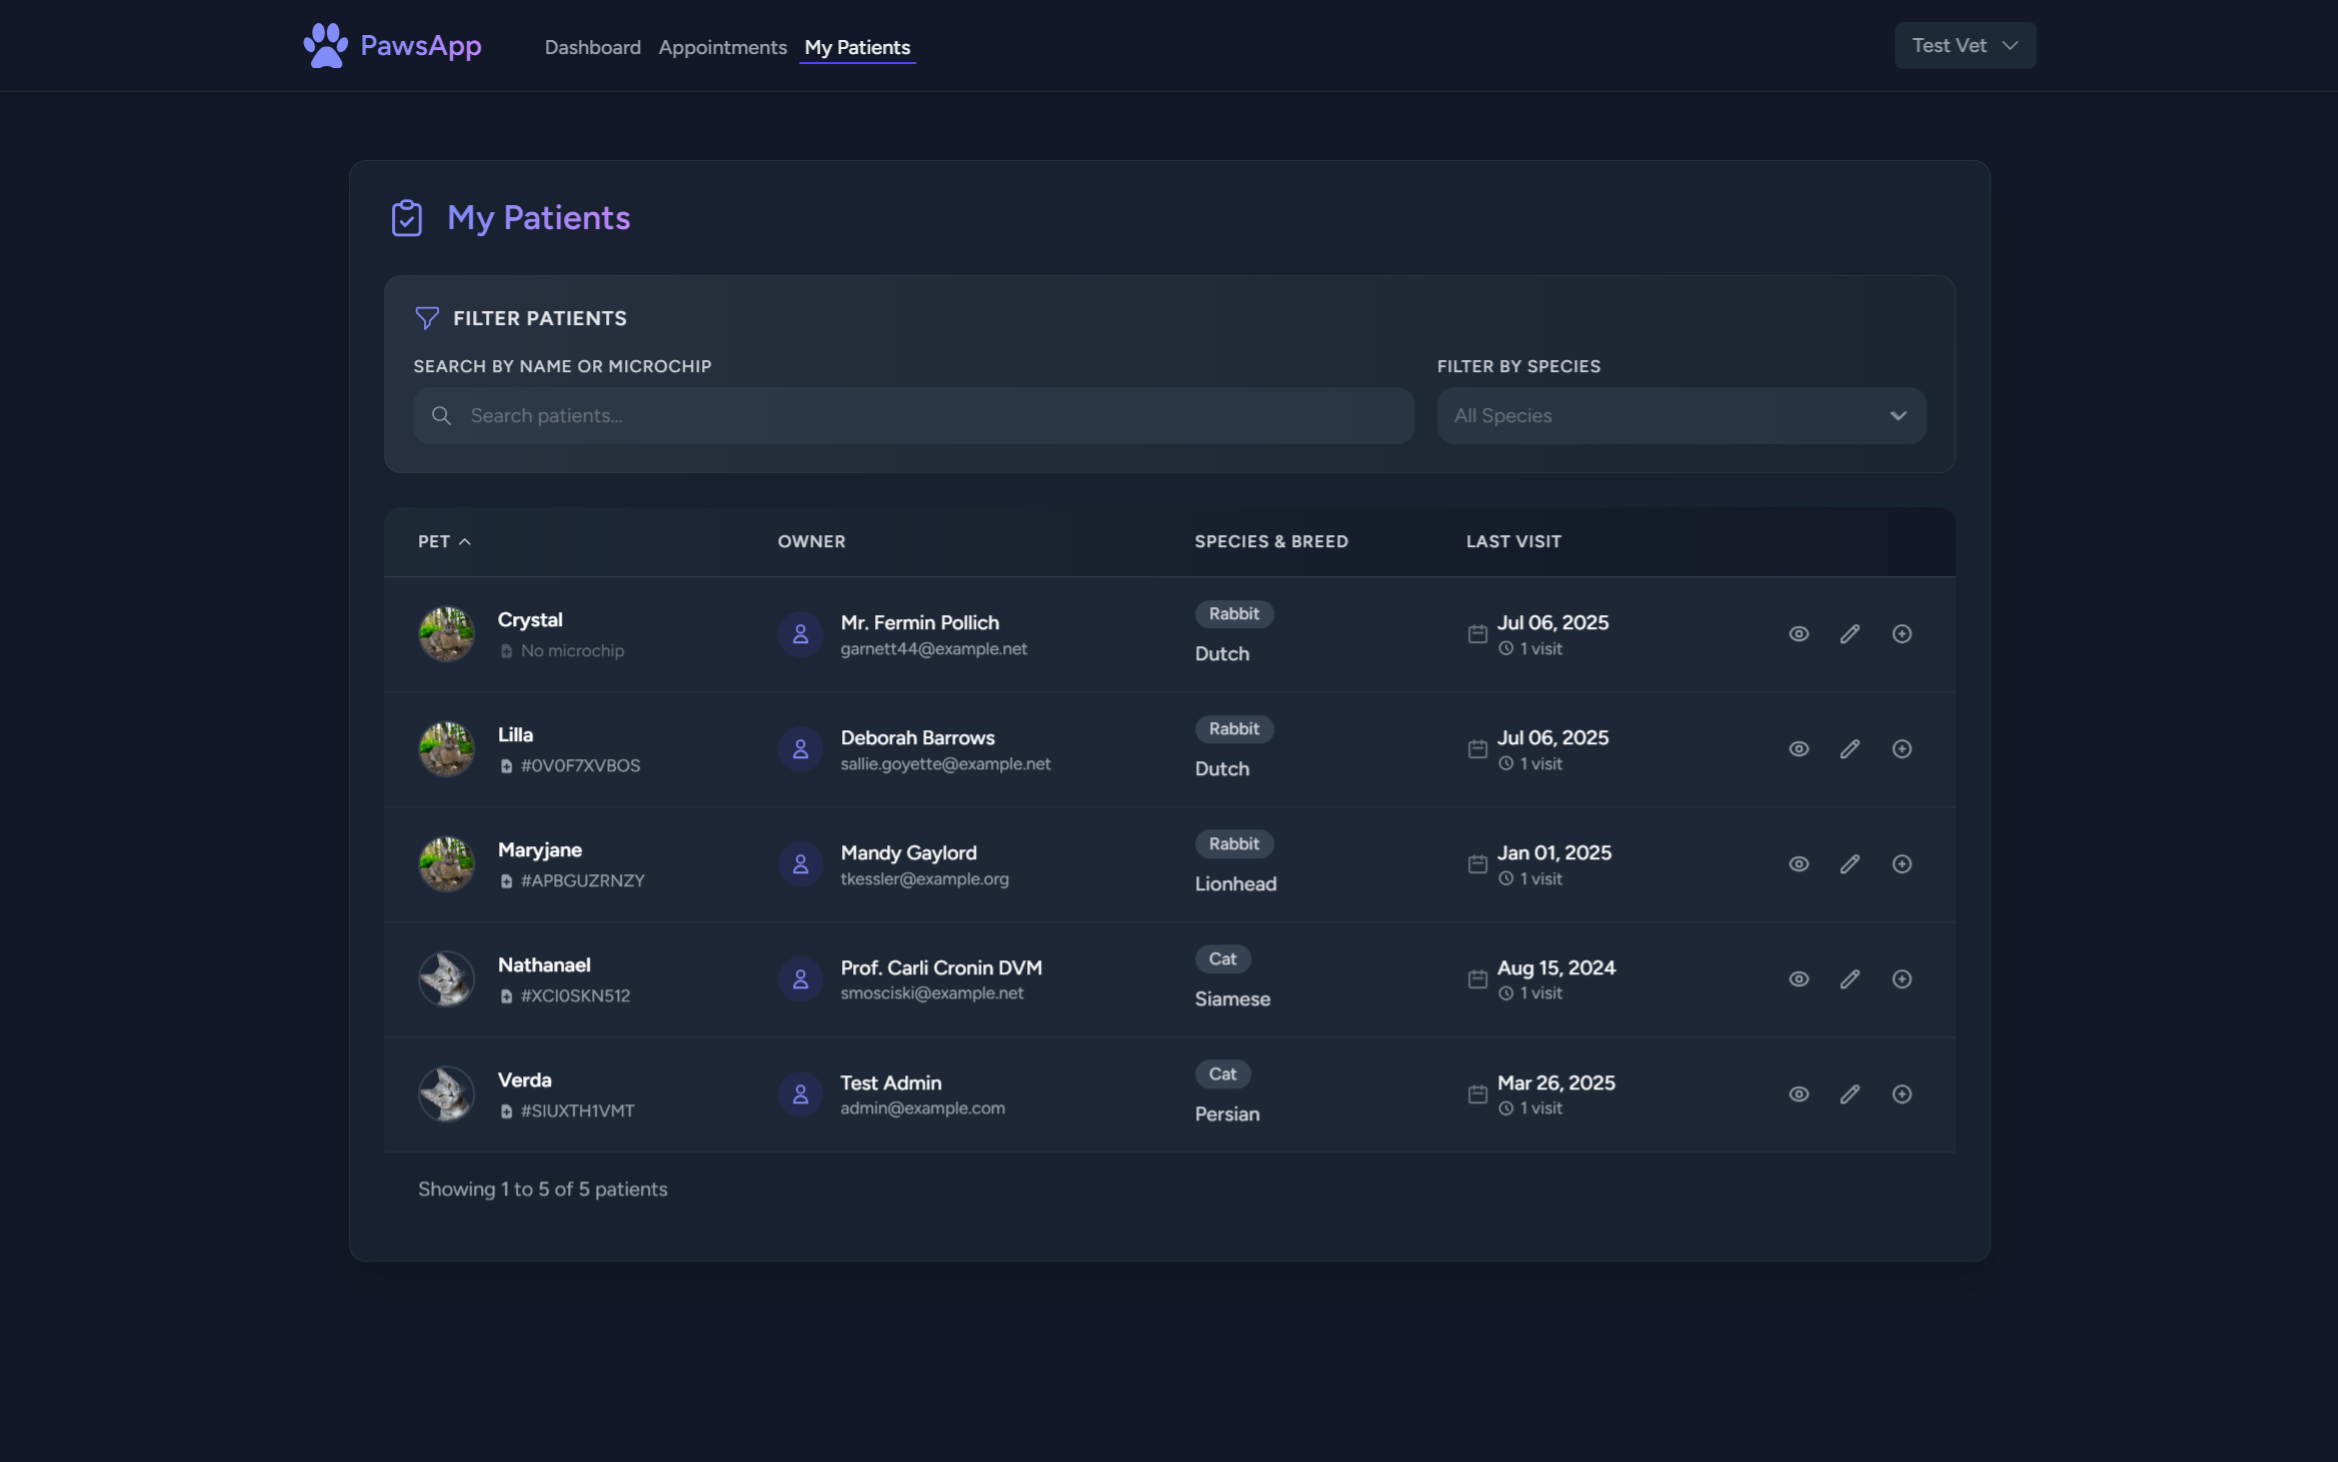 PawsApp
Dashboard Appointments My Patients
Test Vet
My Patients
FILTER PATIENTS
SEARCH BY NAME OR MICROCHIP
Search patients...
FILTER BY SPECIES
All Species
PET OWNER SPECIES & BREED LAST VISIT
Crystal
No microchip
Mr. Fermin Pollich
garnett44@example.net
Rabbit
Dutch
Jul 06, 2025
1 visit
Lilla
#0V0F7XVBOS
Deborah Barrows
sallie.goyette@example.net
Rabbit
Dutch
Jul 06, 2025
1 visit
Maryjane
#APBGUZRNZY
Mandy Gaylord
tkessler@example.org
Rabbit
Lionhead
Jan 01, 2025
1 visit
Nathanael
#XCI0SKN512
Prof. Carli Cronin DVM
smosciski@example.net
Cat
Siamese
Aug 15, 2024
1 visit
Verda
#SIUXTH1VMT
Test Admin
admin@example.com
Cat
Persian
Mar 26, 2025
1 visit
Showing 1 to 5 of 5 patients